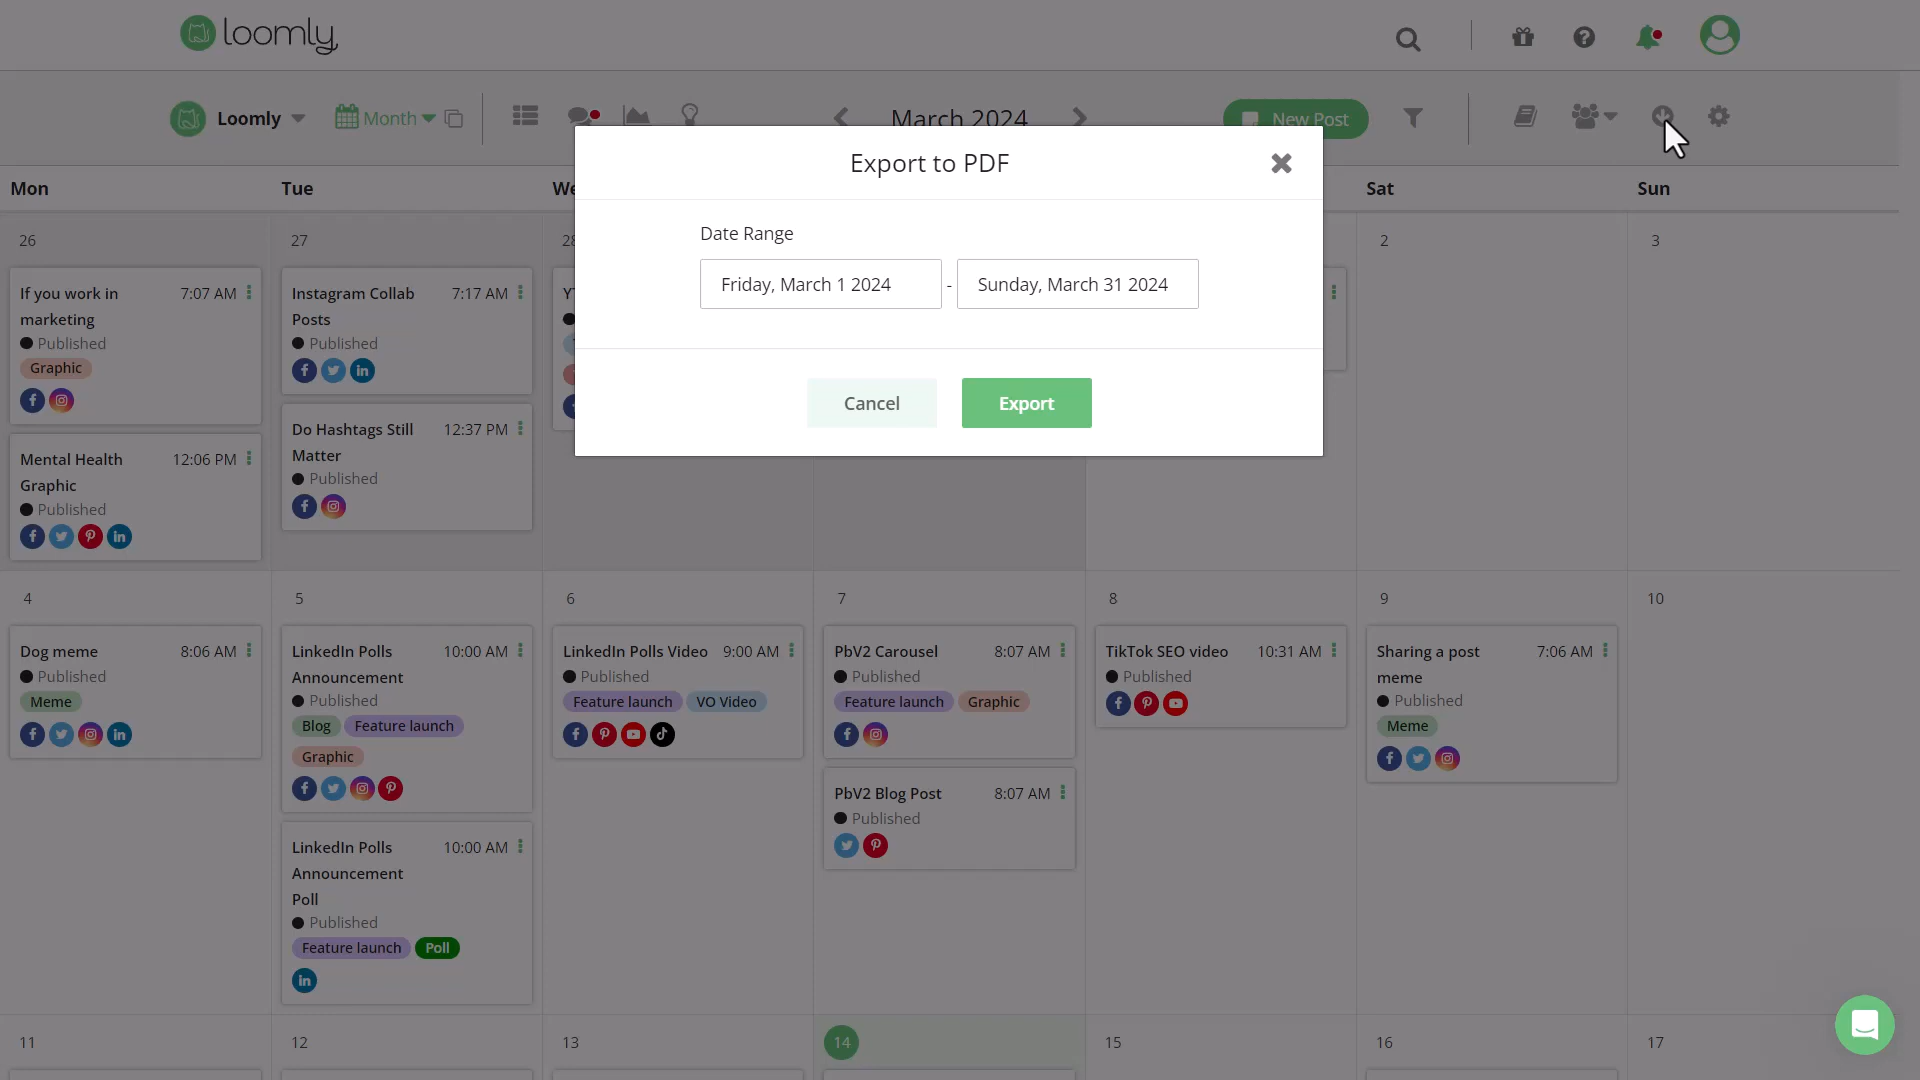 loomly
Loomly
Month
March 2024
New Post
Export to PDF
Date Range
Friday, March 1 2024 - Sunday, March 31 2024
Cancel
Export
Mon
Tue
Sat
Sun
26
If you work in
marketing
7:07 AM
Published
Graphic
Mental Health
Graphic
12:06 PM
Published
27
Instagram Collab
Posts
7:17 AM
Published
Do Hashtags Still
Matter
12:37 PM
Published
2
3
4
Dog meme
8:06 AM
Published
Meme
5
LinkedIn Polls
Announcement
10:00 AM
Published
Blog Feature launch
Graphic
LinkedIn Polls
Announcement
Poll
10:00 AM
Published
Feature launch Poll
6
LinkedIn Polls Video 9:00 AM
Published
Feature launch VO Video
7
PbV2 Carousel 8:07 AM
Published
Feature launch Graphic
PbV2 Blog Post 8:07 AM
Published
8
TikTok SEO video 10:31 AM
Published
9
Sharing a post
meme
7:06 AM
Published
Meme
10
11
12
13
14
15
16
17